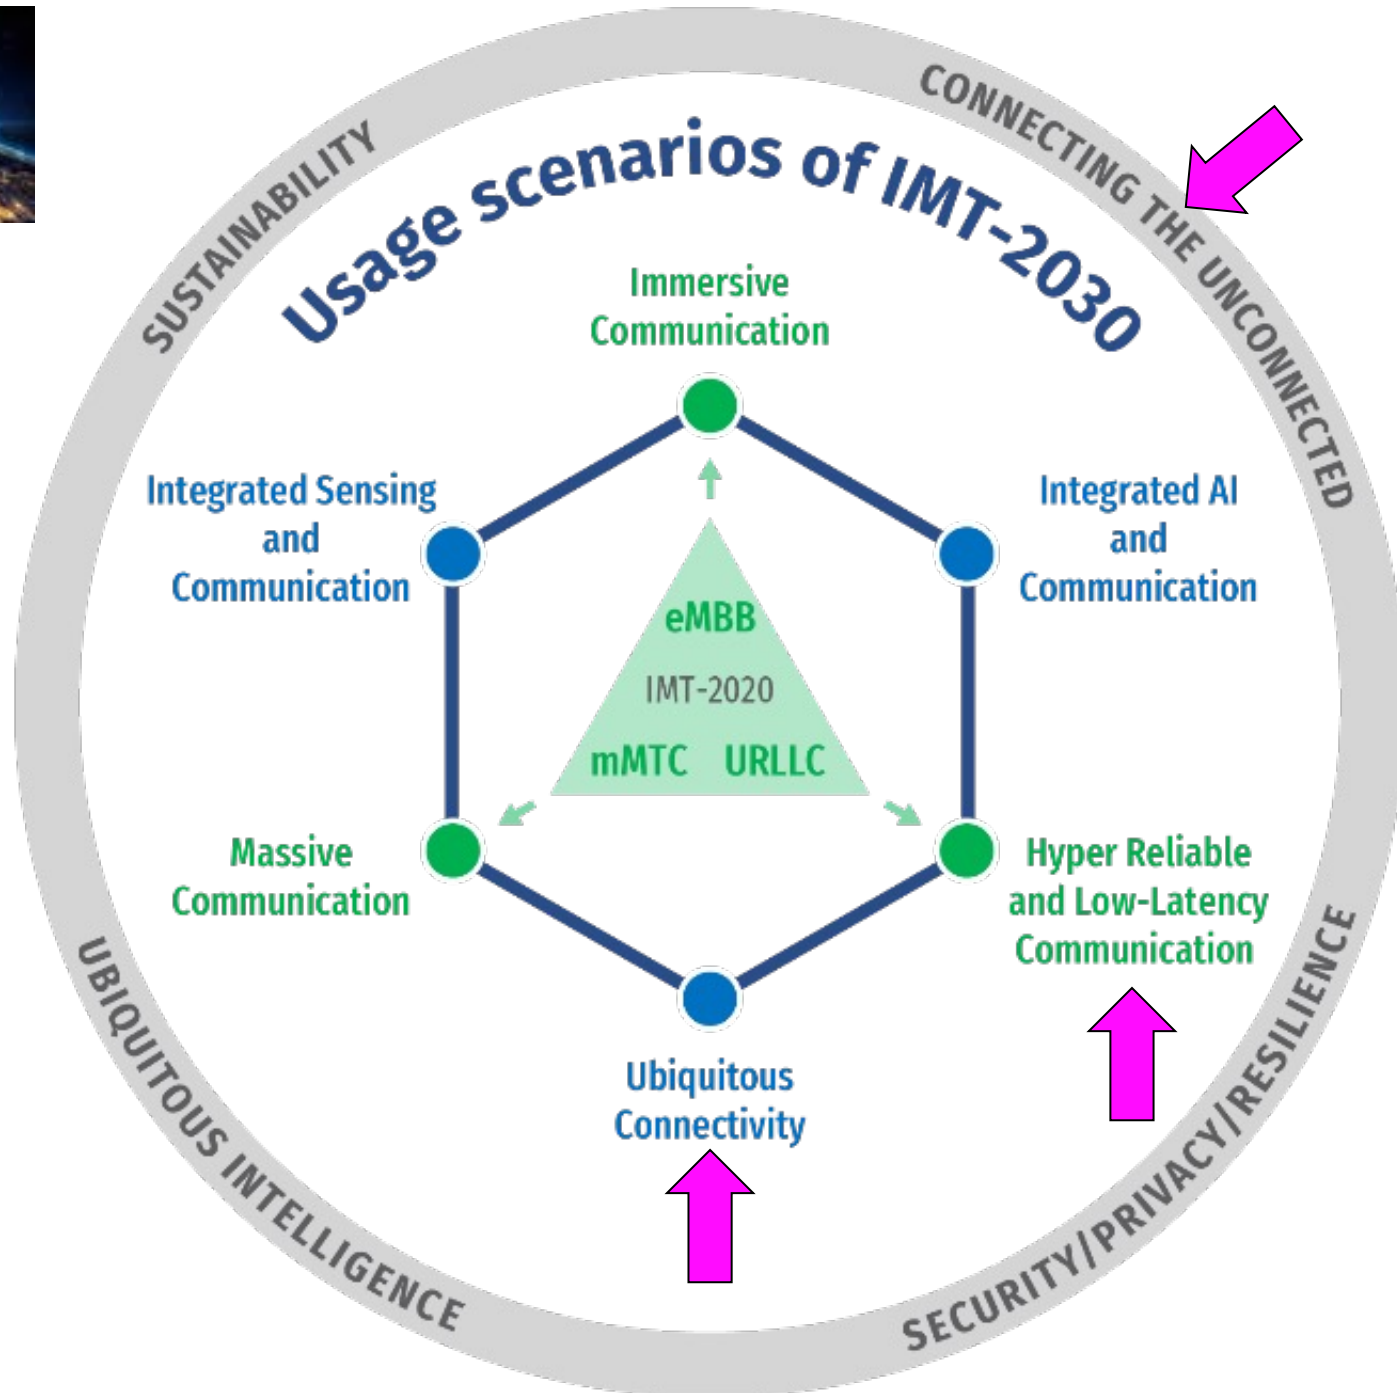 SUSTAINABILITY
CONNECTING THE UNCONNECTED
Usage scenarios of IMT-2030
Immersive
Communication
Integrated Sensing
and
Communication
Integrated AI
and
Communication
eMBB
IMT-2020
mMTC URLLC
Massive
Communication
Hyper Reliable
and Low-Latency
Communication
Ubiquitous
Connectivity
UBIQUITOUS INTELLIGENCE
SECURITY/PRIVACY/RESILIENCE